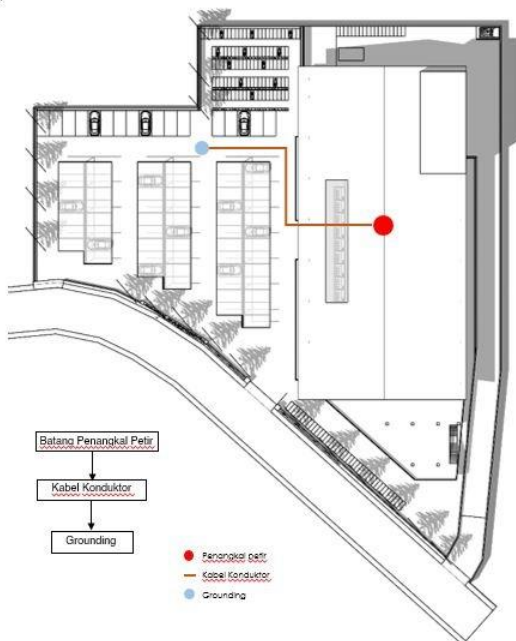 Batang Penangkal Petir
Kabel Konduktor
Grounding
Penangkal petir
Kabel Konduktor
Grounding